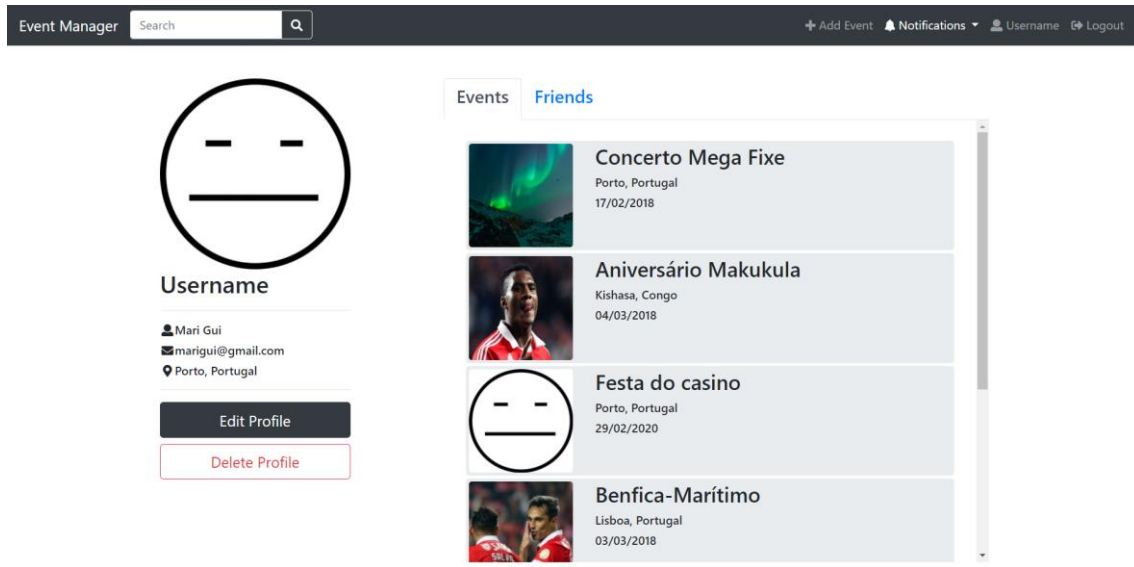 Event Manager Search Add Event Notifications Username Logout
Events Friends
Username
Mari Gui
marigui@gmail.com
Porto, Portugal
Edit Profile
Delete Profile
Concerto Mega Fixe
Porto, Portugal
17/02/2018
Aniversário Makukula
Kishasa, Congo
04/03/2018
Festa do casino
Porto, Portugal
29/02/2020
Benfica-Marítimo
Lisboa, Portugal
03/03/2018